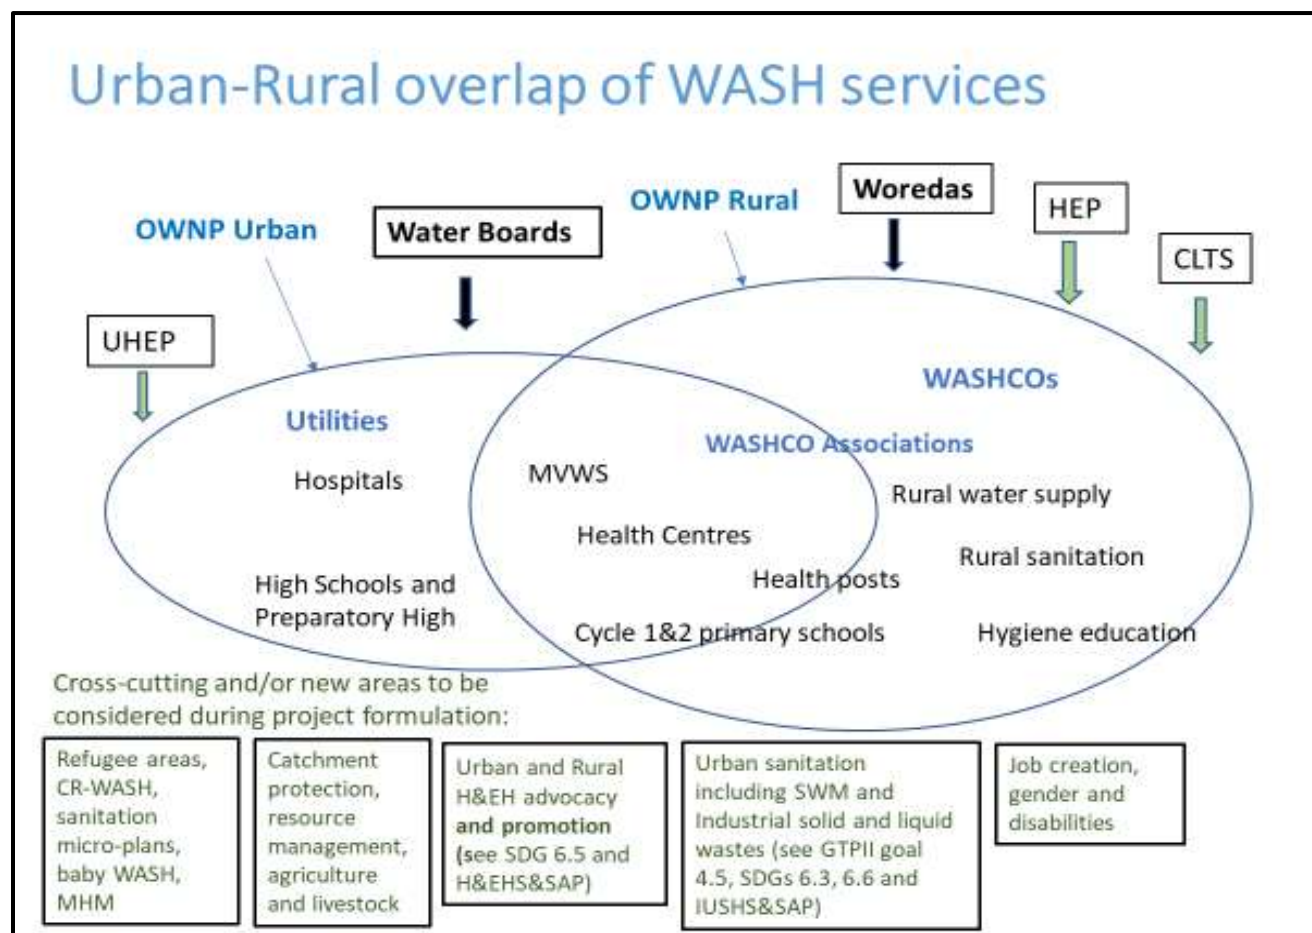 Urban-Rural overlap of WASH services
OWNP Urban
Water Boards
OWNP Rural
Woredas
HEP
CLTS
UHEP
Utilities
Hospitals
High Schools and
Preparatory High
MVWS
Health Centres
Health posts
Cycle 1&2 primary schools
WASHCOs
WASHCO Associations
Rural water supply
Rural sanitation
Hygiene education
Cross-cutting and/or new areas to be
considered during project formulation:
Refugee areas,
CR-WASH,
sanitation
micro-plans,
baby WASH,
MHM
Catchment
protection,
resource
management,
agriculture
and livestock
Urban and Rural
H&EH advocacy
and promotion
(see SDG 6.5 and
H&EHS&SAP)
Urban sanitation
including SWM and
Industrial solid and liquid
wastes (see GTPII goal
4.5, SDGs 6.3, 6.6 and
IUSHS&SAP)
Job creation,
gender and
disabilities